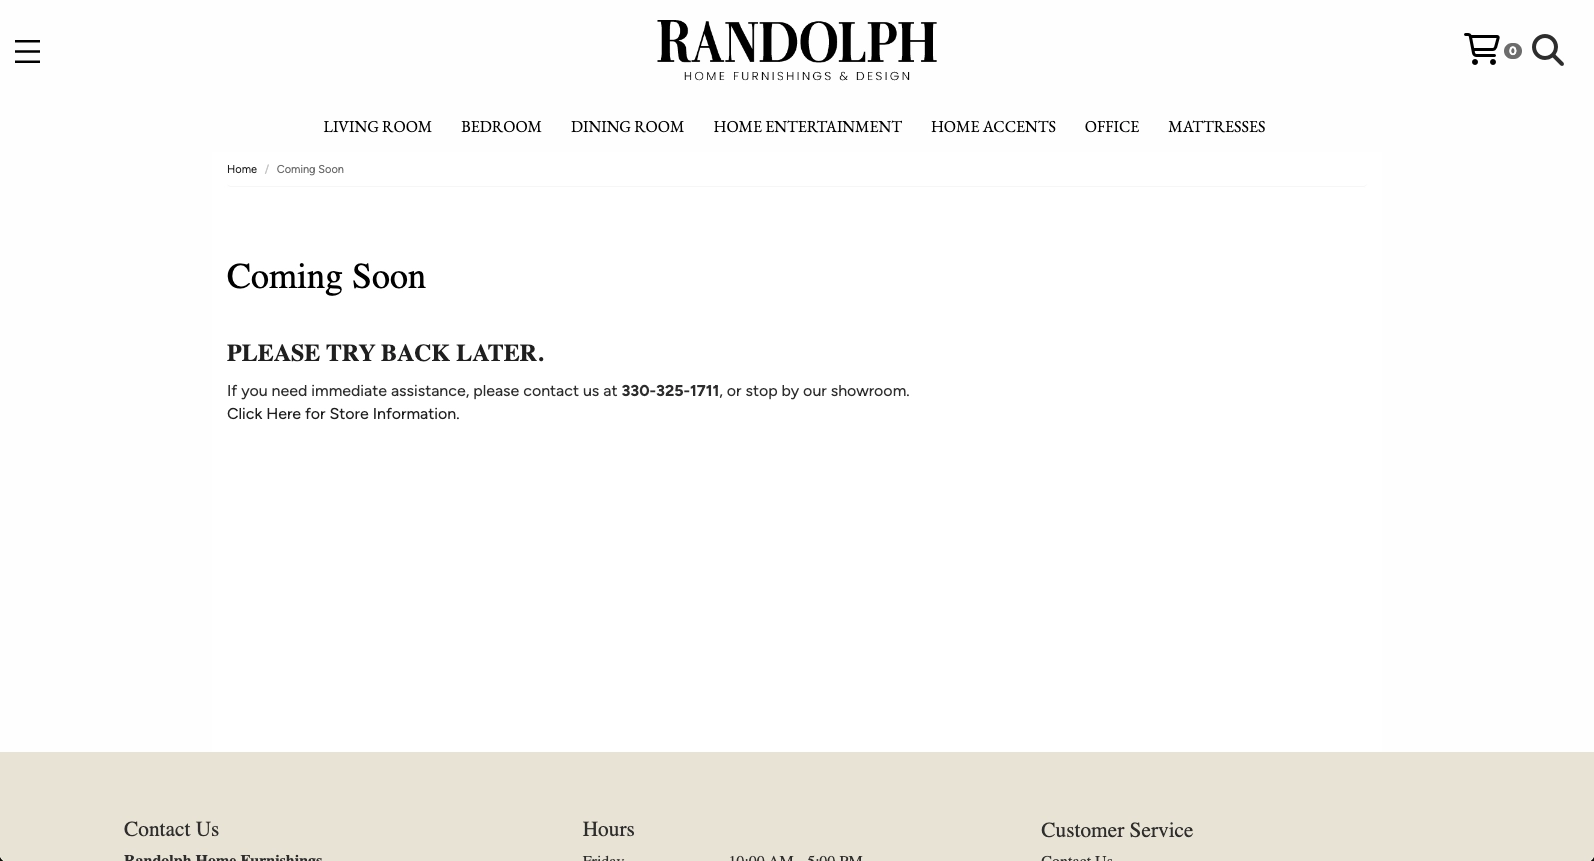 RANDOLPH
HOME FURNISHINGS & DESIGN
0
LIVING ROOM BEDROOM DINING ROOM HOME ENTERTAINMENT HOME ACCENTS OFFICE MATTRESSES
Home / Coming Soon
Coming Soon
PLEASE TRY BACK LATER.
If you need immediate assistance, please contact us at 330-325-1711, or stop by our showroom.
Click Here for Store Information.
Contact Us Hours Customer Service
Randolph Home Furnishings Friday 10:00 AM - 5:00 PM Contact Us